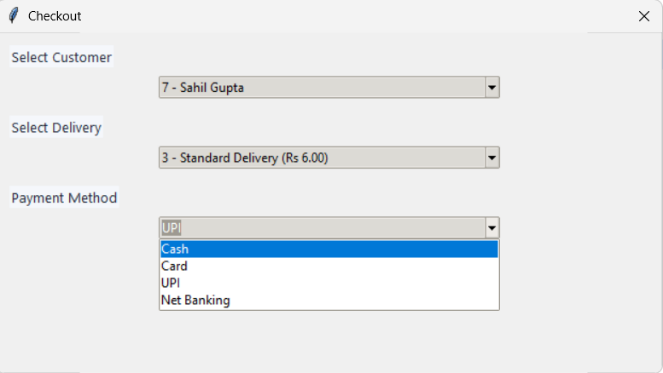 Checkout
Select Customer
7 - Sahil Gupta
Select Delivery
3 - Standard Delivery (Rs 6.00)
Payment Method
UPI
Cash
Card
UPI
Net Banking